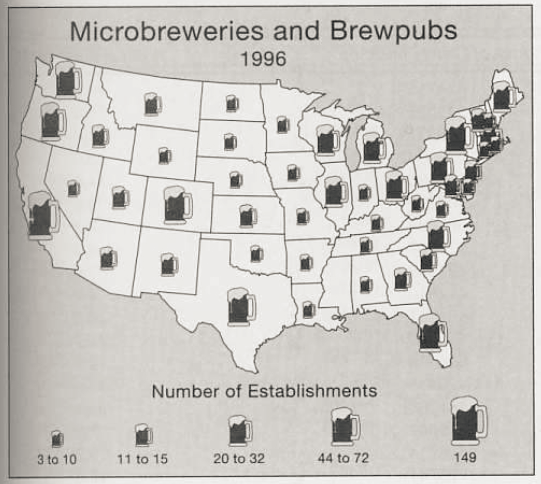 Microbreweries and Brewpubs
1996
Number of Establishments
3 to 10
11 to 15
20 to 32
44 to 72
149